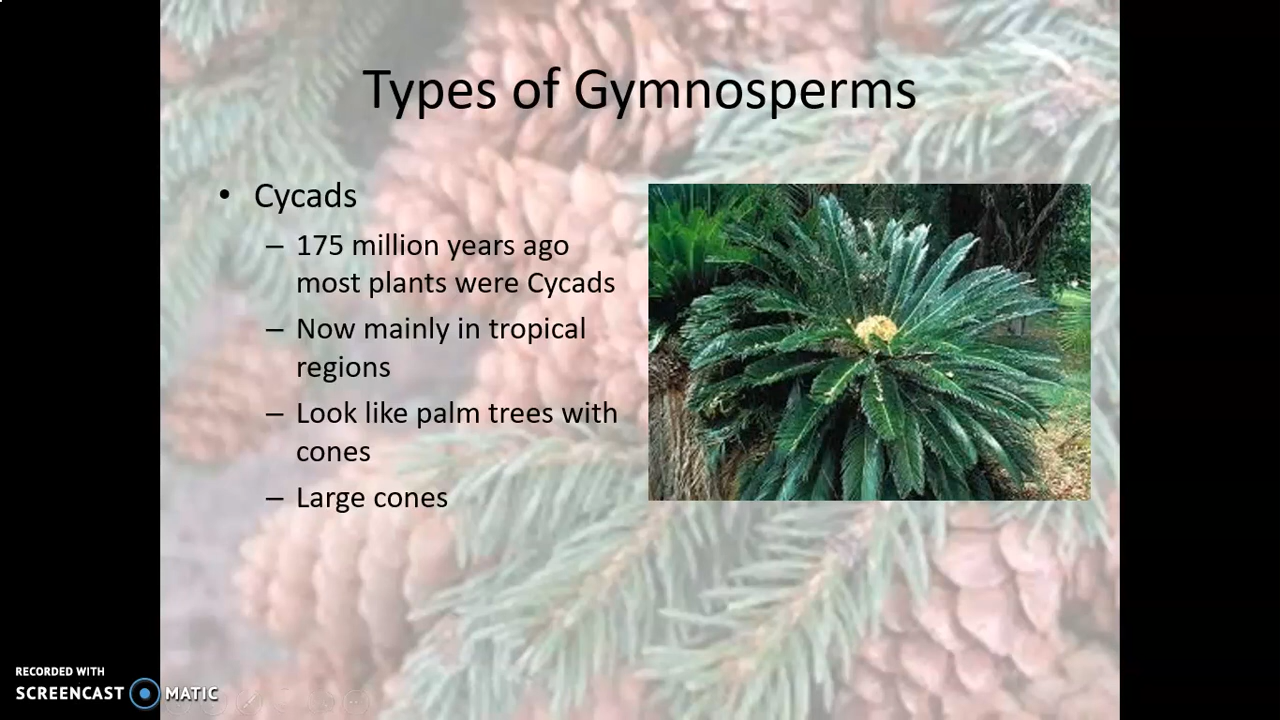 Types of Gymnosperms
• Cycads
– 175 million years ago
most plants were Cycads
– Now mainly in tropical
regions
– Look like palm trees with
cones
– Large cones
RECORDED WITH
SCREENCAST MATIC